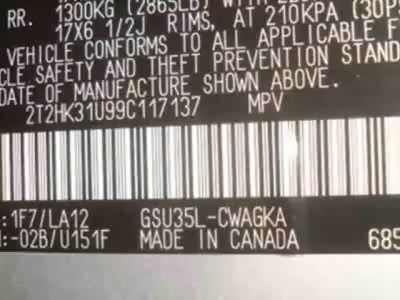 RR. 1300KG (2865LB) WITH
17X6 1/2J RIMS, AT 210KPA (30P
VEHICLE CONFORMS TO ALL APPLICABLE F
CLE SAFETY AND THEFT PREVENTION STAND
DATE OF MANUFACTURE SHOWN ABOVE.
2T2HK31U99C117137 MPV
:1F7/LA12 GSU35L-CWAGKA
:-02B/U151F MADE IN CANADA 685